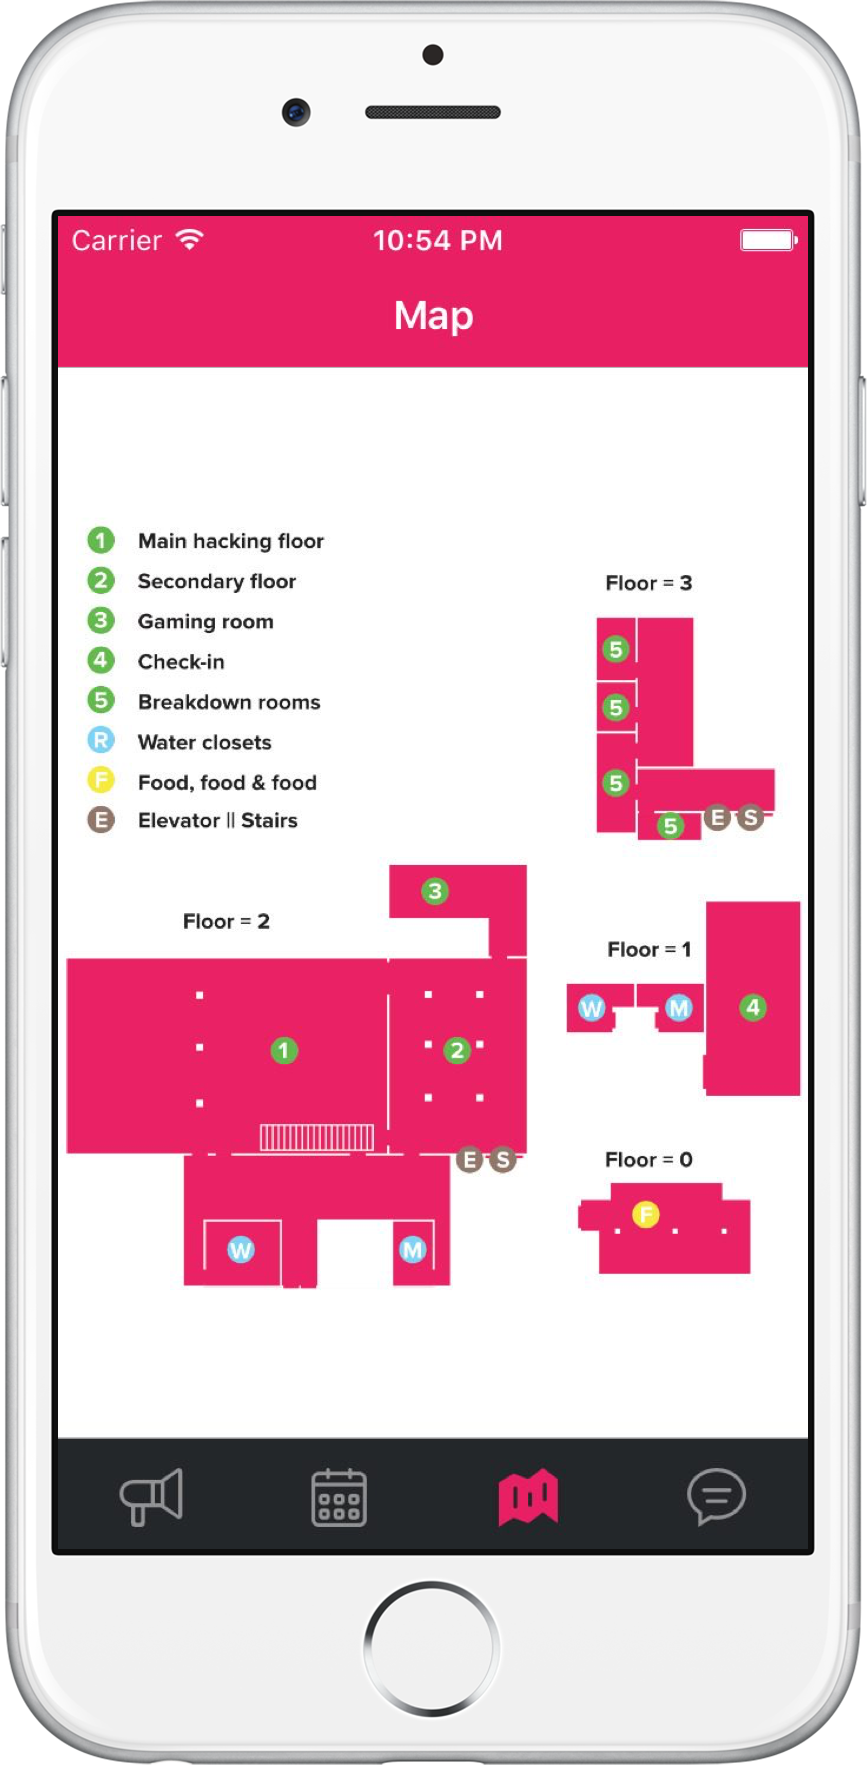 Carrier 10:54 PM
Map
1 Main hacking floor
2 Secondary floor
3 Gaming room
4 Check-in
5 Breakdown rooms
R Water closets
F Food, food & food
E Elevator || Stairs
Floor = 3
5
5
5
5 E S
Floor = 2
3
1 2
E S
W M
Floor = 1
W M 4
Floor = 0
F